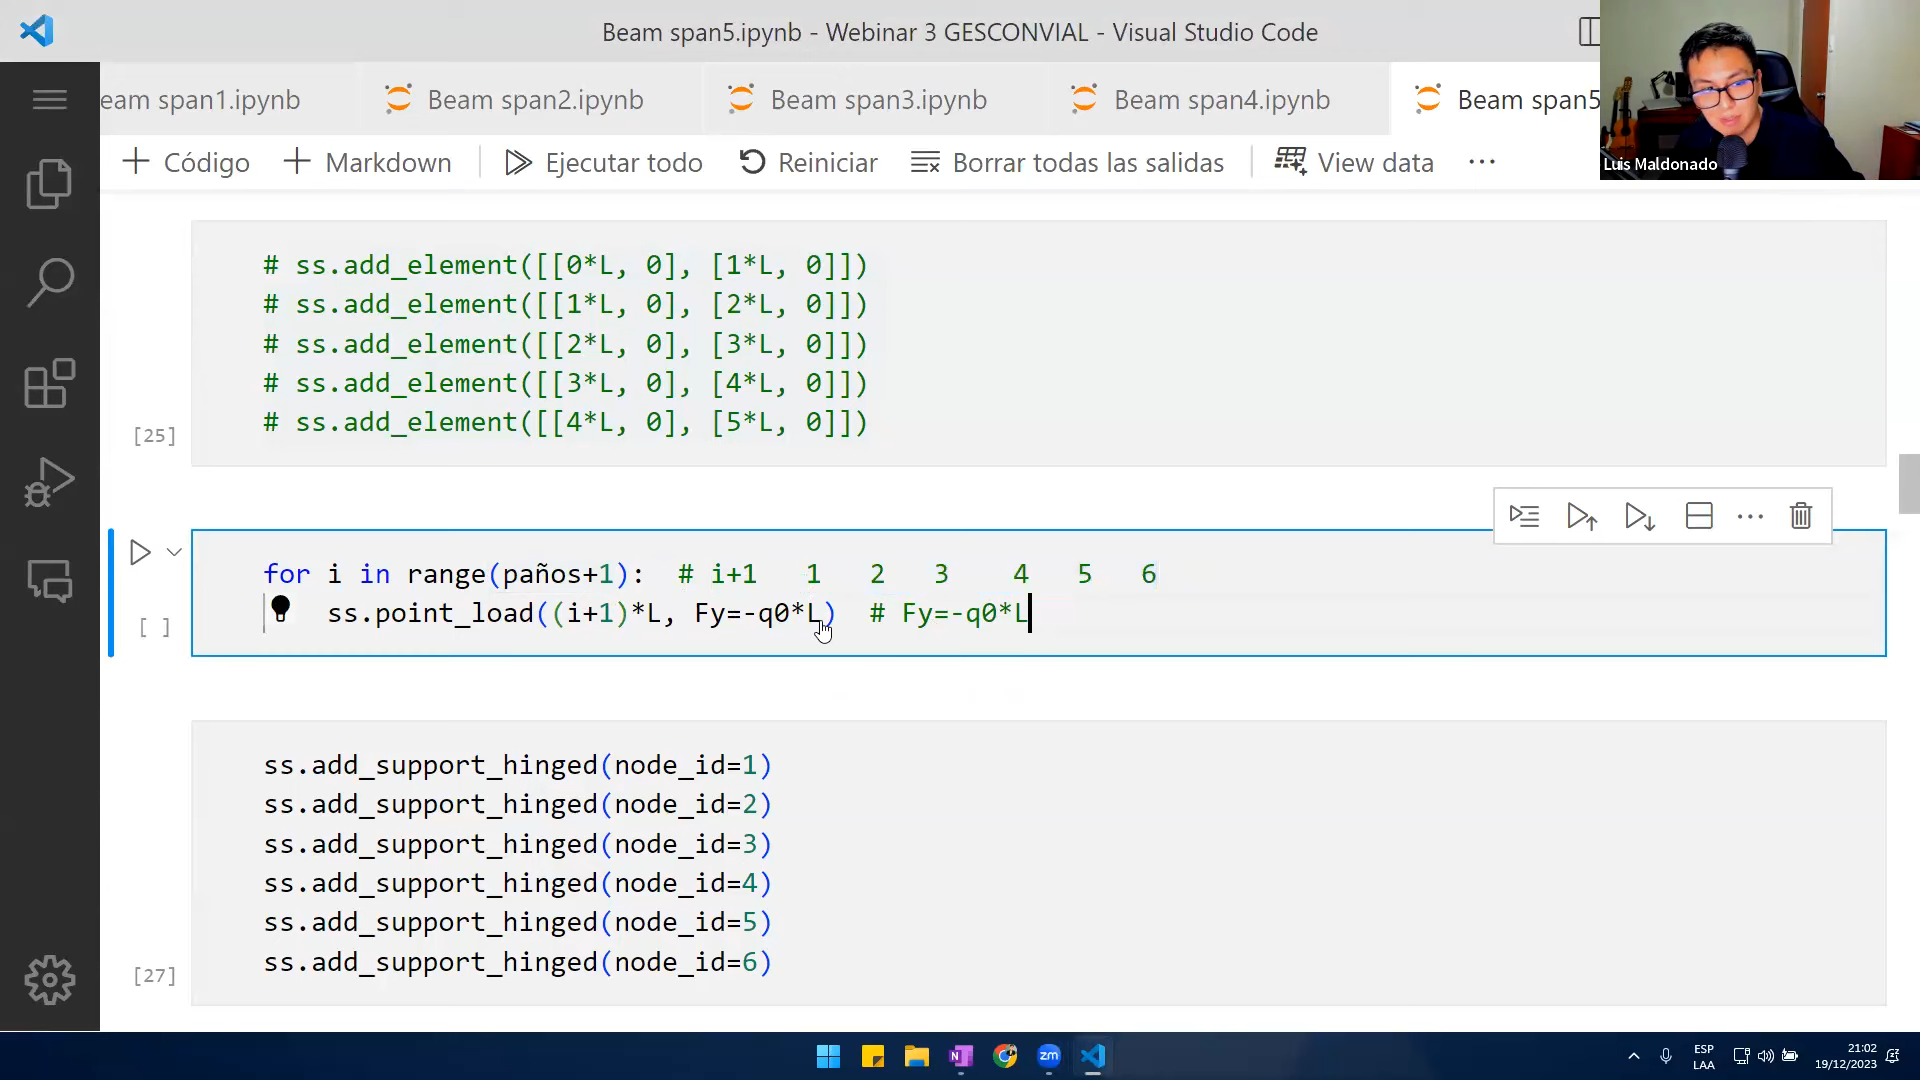 Beam span5.ipynb - Webinar 3 GESCONVIAL - Visual Studio Code
eam span1.ipynb
Beam span2.ipynb
Beam span3.ipynb
Beam span4.ipynb
Beam span5
Luis Maldonado
Código
Markdown
Ejecutar todo
Reiniciar
Borrar todas las salidas
View data
# ss.add_element([[0*L, 0], [1*L, 0]])
# ss.add_element([[1*L, 0], [2*L, 0]])
# ss.add_element([[2*L, 0], [3*L, 0]])
# ss.add_element([[3*L, 0], [4*L, 0]])
# ss.add_element([[4*L, 0], [5*L, 0]])
[25]
for i in range(paños+1):  # i+1   1   2   3    4   5   6
ss.point_load((i+1)*L, Fy=-q0*L)  # Fy=-q0*L
[ ]
ss.add_support_hinged(node_id=1)
ss.add_support_hinged(node_id=2)
ss.add_support_hinged(node_id=3)
ss.add_support_hinged(node_id=4)
ss.add_support_hinged(node_id=5)
ss.add_support_hinged(node_id=6)
[27]
zm
N
ESP
LAA
21:02
19/12/2023